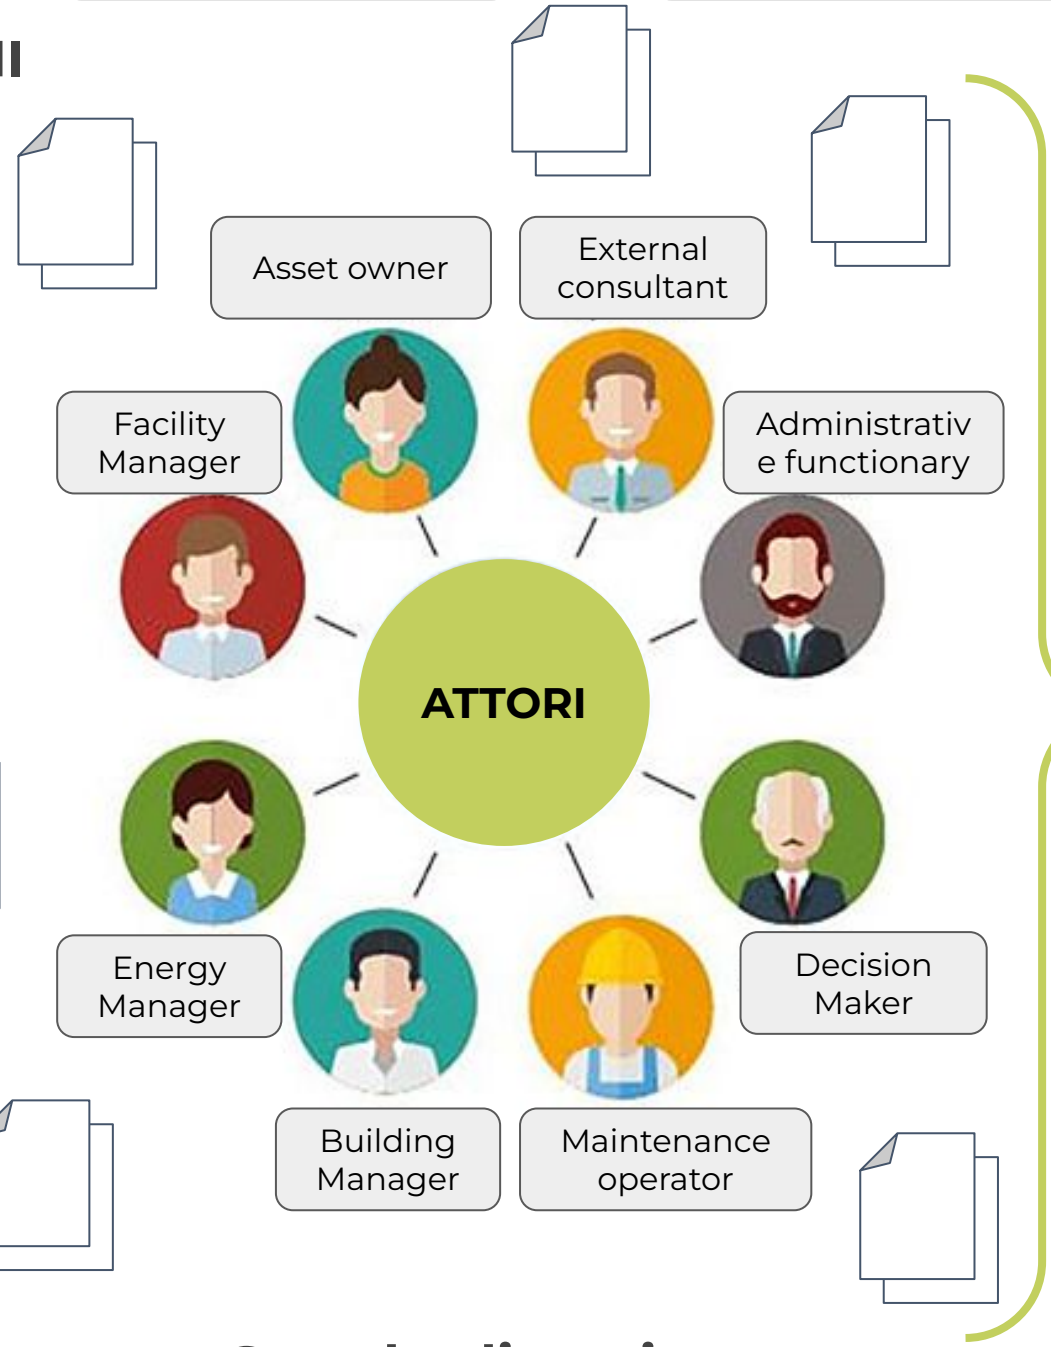 Asset owner
External
consultant
Facility
Manager
Administrativ
e functionary
ATTORI
Energy
Manager
Decision
Maker
Building
Manager
Maintenance
operator